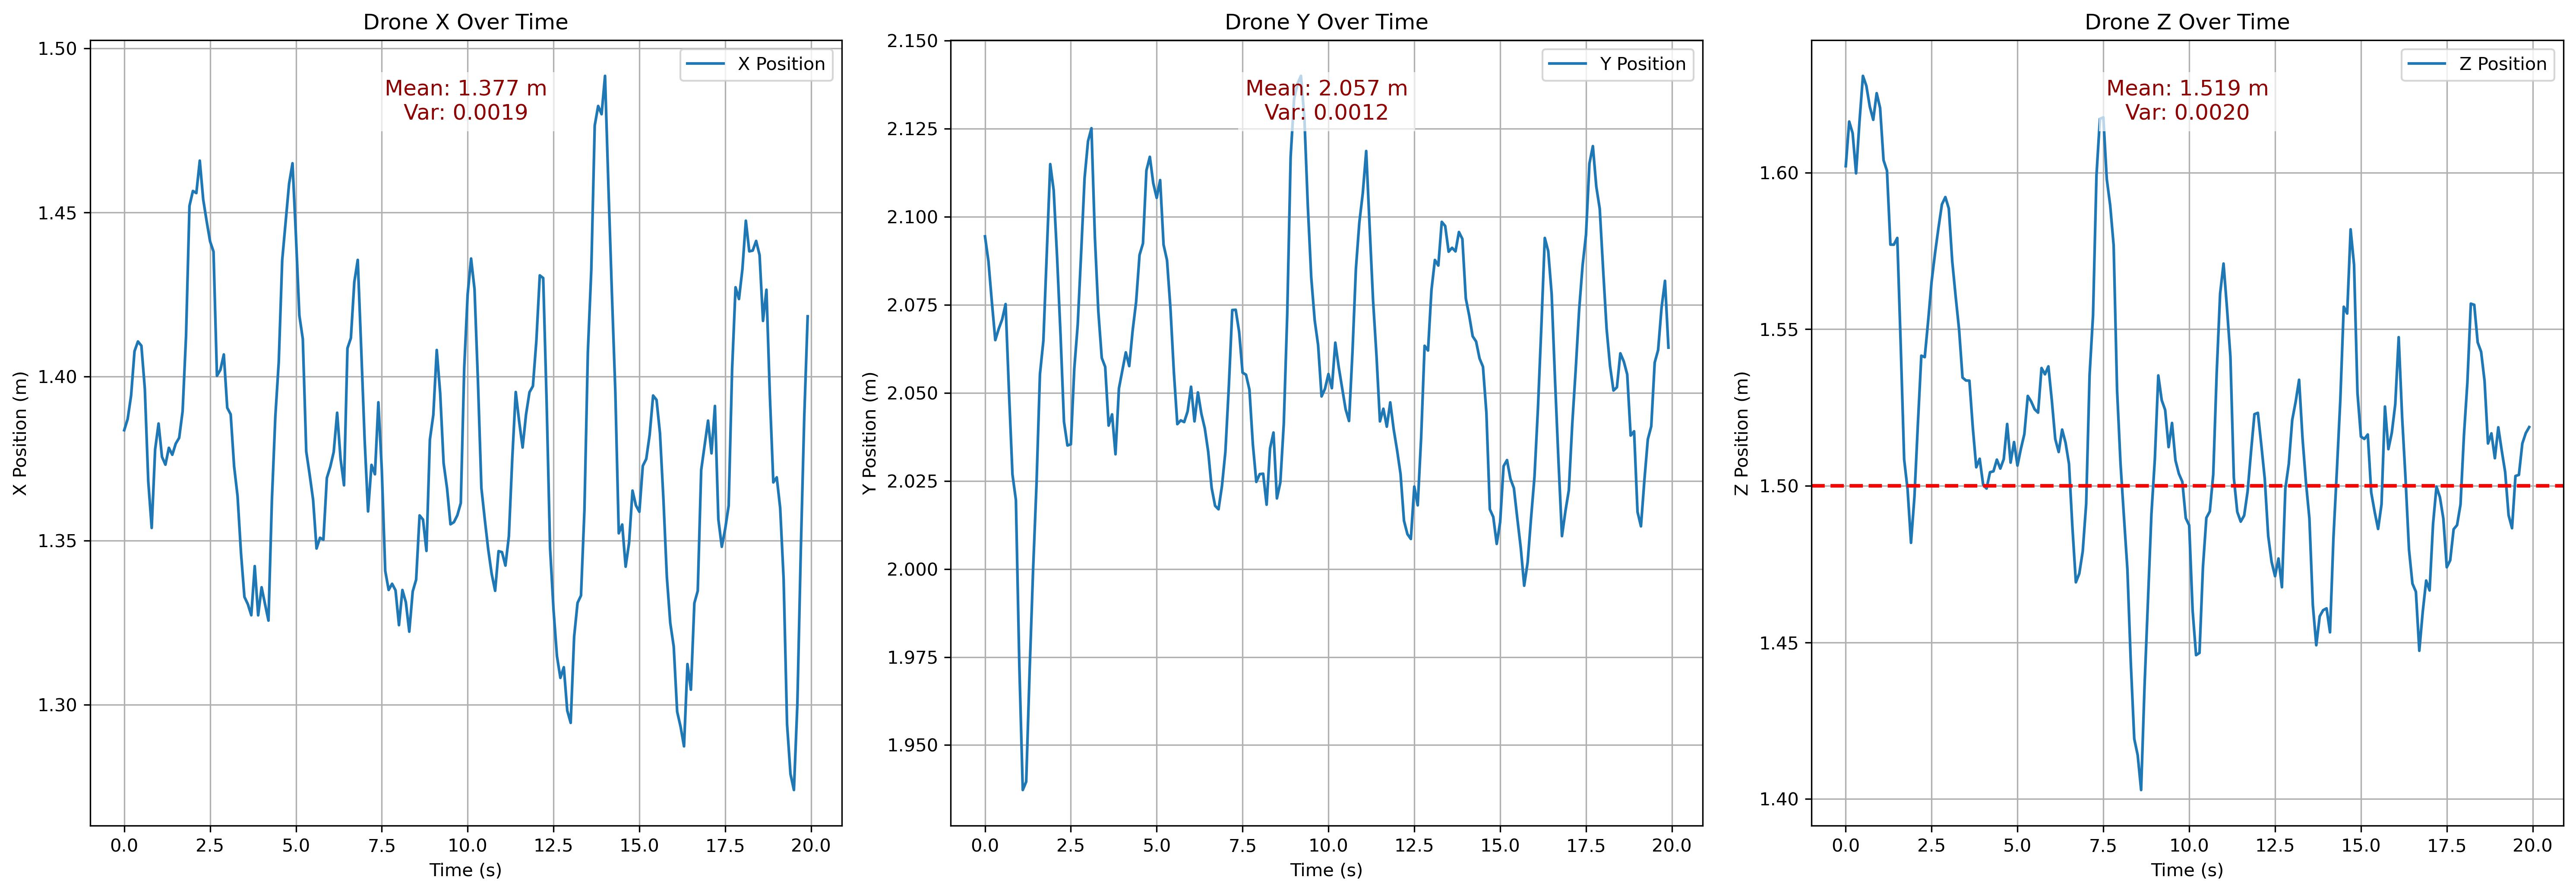 Drone X Over Time
X Position
Mean: 1.377 m
Var: 0.0019
X Position (m)
1.50
1.45
1.40
1.35
1.30
0.0 2.5 5.0 7.5 10.0 12.5 15.0 17.5 20.0
Time (s)
Drone Y Over Time
Y Position
Mean: 2.057 m
Var: 0.0012
Y Position (m)
2.150
2.125
2.100
2.075
2.050
2.025
2.000
1.975
1.950
0.0 2.5 5.0 7.5 10.0 12.5 15.0 17.5 20.0
Time (s)
Drone Z Over Time
Z Position
Mean: 1.519 m
Var: 0.0020
Z Position (m)
1.60
1.55
1.50
1.45
1.40
0.0 2.5 5.0 7.5 10.0 12.5 15.0 17.5 20.0
Time (s)